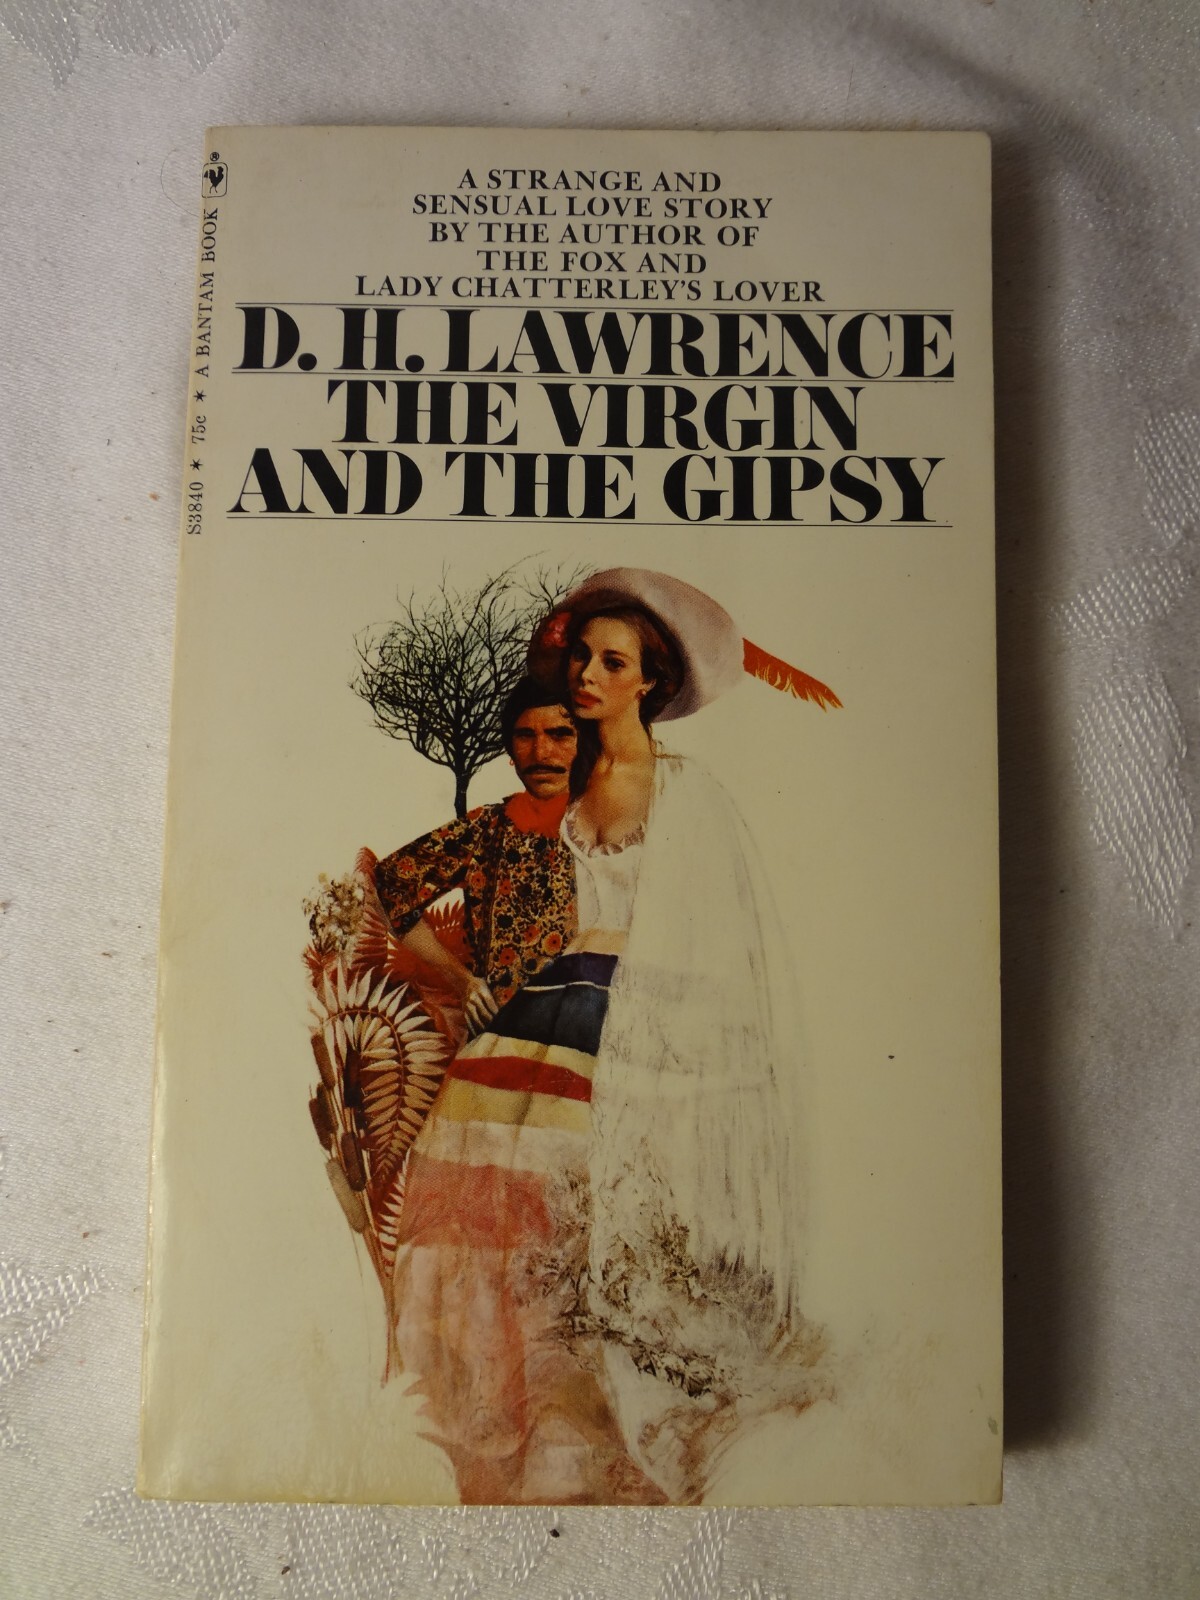 A STRANGE AND
SENSUAL LOVE STORY
BY THE AUTHOR OF
THE FOX AND
LADY CHATTERLEY'S LOVER
D. H. LAWRENCE
THE VIRGIN
AND THE GIPSY
S3840 * 75c * A BANTAM BOOK ®